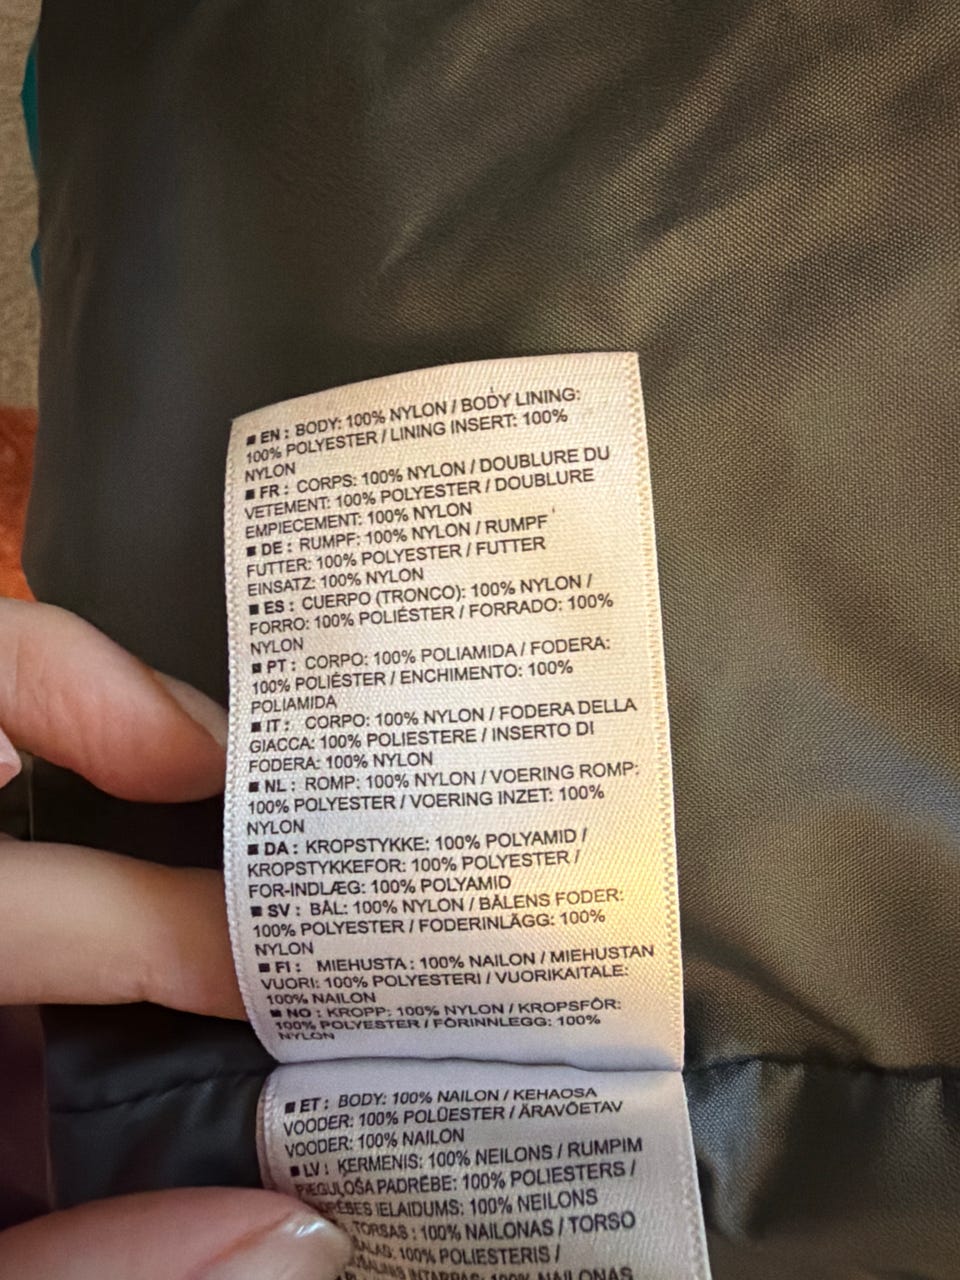 ■ EN : BODY: 100% NYLON / BODY LINING:
100% POLYESTER / LINING INSERT: 100%
NYLON
■ FR : CORPS: 100% NYLON / DOUBLURE DU
VETEMENT: 100% POLYESTER / DOUBLURE
EMPIECEMENT: 100% NYLON
■ DE : RUMPF: 100% NYLON / RUMPF
FUTTER: 100% POLYESTER / FUTTER
EINSATZ: 100% NYLON
■ ES : CUERPO (TRONCO): 100% NYLON /
FORRO: 100% POLIÉSTER / FORRADO: 100%
NYLON
■ PT : CORPO: 100% POLIAMIDA / FODERA:
100% POLIÉSTER / ENCHIMENTO: 100%
POLIAMIDA
■ IT : CORPO: 100% NYLON / FODERA DELLA
GIACCA: 100% POLIESTERE / INSERTO DI
FODERA: 100% NYLON
■ NL : ROMP: 100% NYLON / VOERING ROMP:
100% POLYESTER / VOERING INZET: 100%
NYLON
■ DA : KROPSTYKKE: 100% POLYAMID /
KROPSTYKKEFOR: 100% POLYESTER /
FOR-INDLÆG: 100% POLYAMID
■ SV : BÅL: 100% NYLON / BÅLENS FODER:
100% POLYESTER / FODERINLÄGG: 100%
NYLON
■ FI : MIEHUSTA : 100% NAILON / MIEHUSTAN
VUORI: 100% POLYESTERI / VUORIKAITALE:
100% NAILON
■ NO : KROPP: 100% NYLON / KROPSFÔR:
100% POLYESTER / FÔRINNLEGG: 100%
NYLON
■ ET : BODY: 100% NAILON / KEHAOSA
VOODER: 100% POLÜESTER / ÄRAVÕETAV
VOODER: 100% NAILON
■ LV : ĶERMENIS: 100% NEILONS / RUMPIM
PIEGUĻOŠA PADRĒBE: 100% POLIESTERS /
IELAIDUMS: 100% NEILONS
TORSAS : 100% NAILONAS / TORSO
100% POLIESTERIS /
INTARPAS: 100% NAILONAS